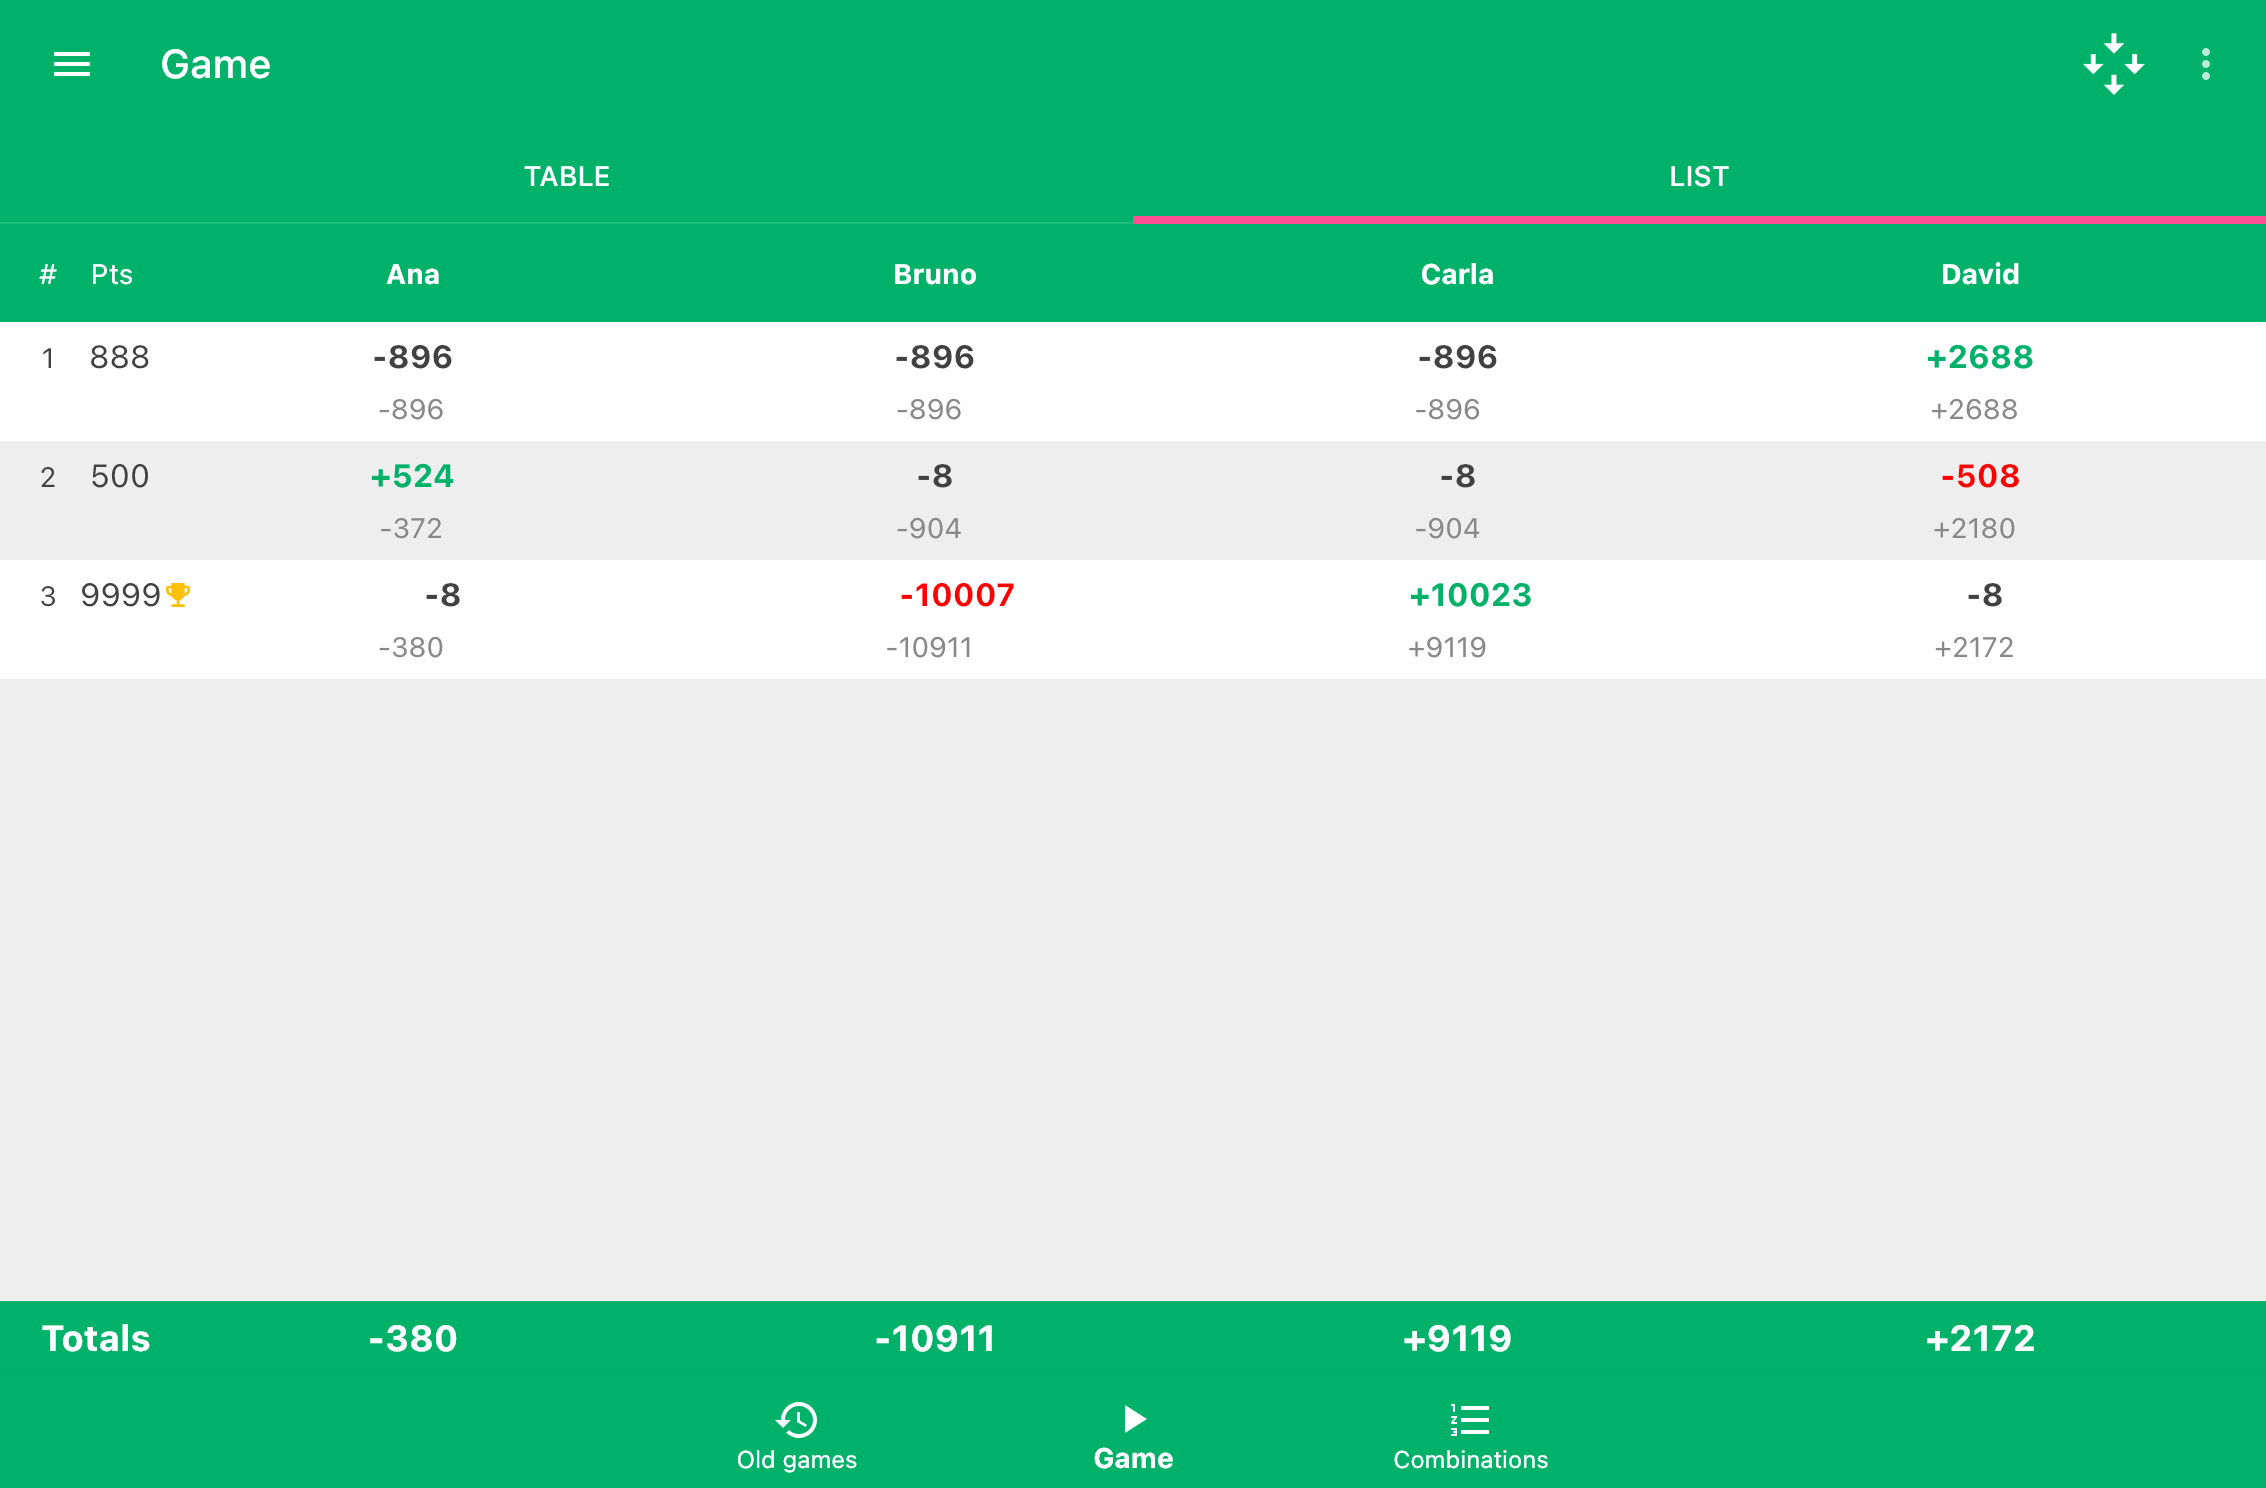 Game
TABLE LIST
# Pts Ana Bruno Carla David
1 888 -896 -896 -896 +2688
-896 -896 -896 +2688
2 500 +524 -8 -8 -508
-372 -904 -904 +2180
3 9999 -8 -10007 +10023 -8
-380 -10911 +9119 +2172
Totals -380 -10911 +9119 +2172
Old games Game Combinations